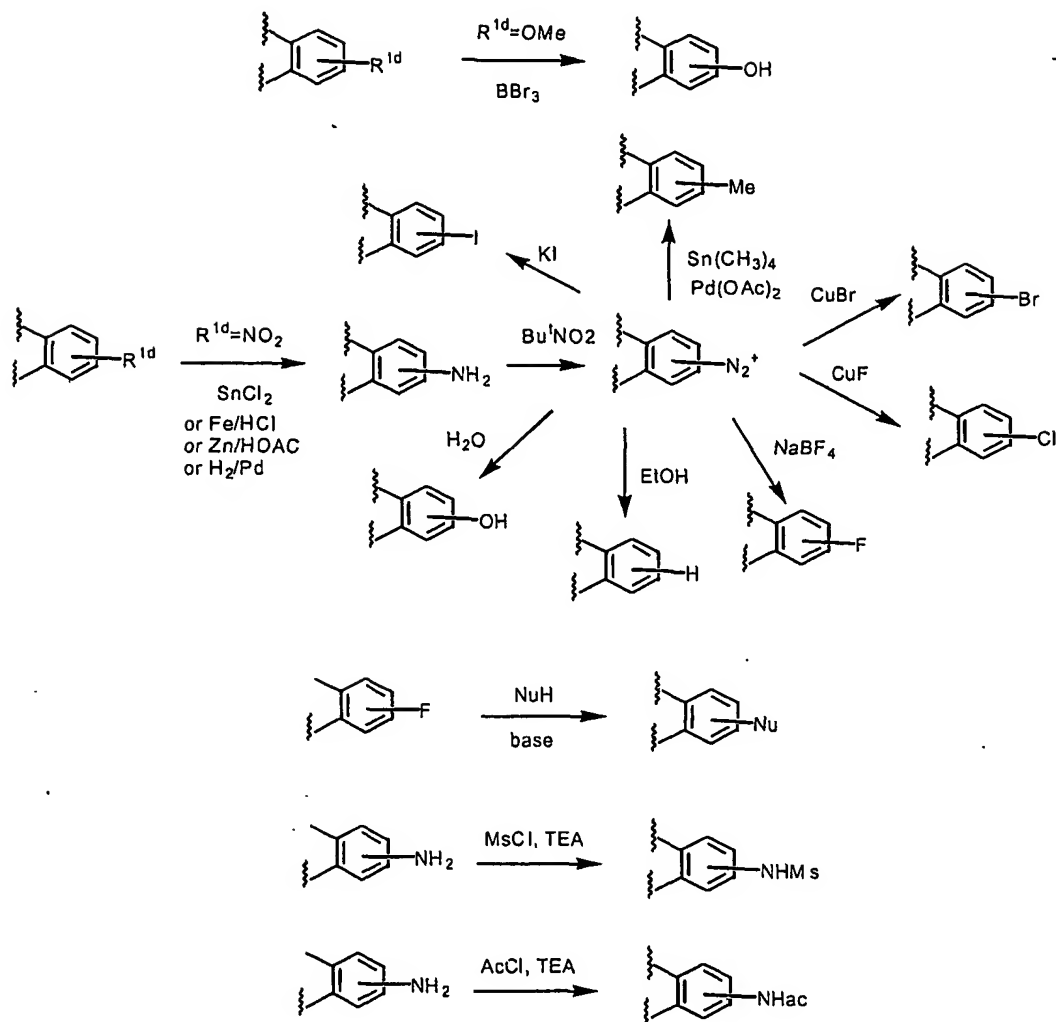 R1d=OMe
R1d
BBr3
OH
Me
I
KI
Sn(CH3)4
Pd(OAc)2
CuBr
Br
R1d
R1d=NO2
SnCl2
or Fe/HCl
or Zn/HOAC
or H2/Pd
NH2
ButNO2
N2+
CuF
Cl
H2O
OH
EtOH
H
NaBF4
F
F
NuH
base
Nu
NH2
MsCl, TEA
NHMs
NH2
AcCl, TEA
NHac